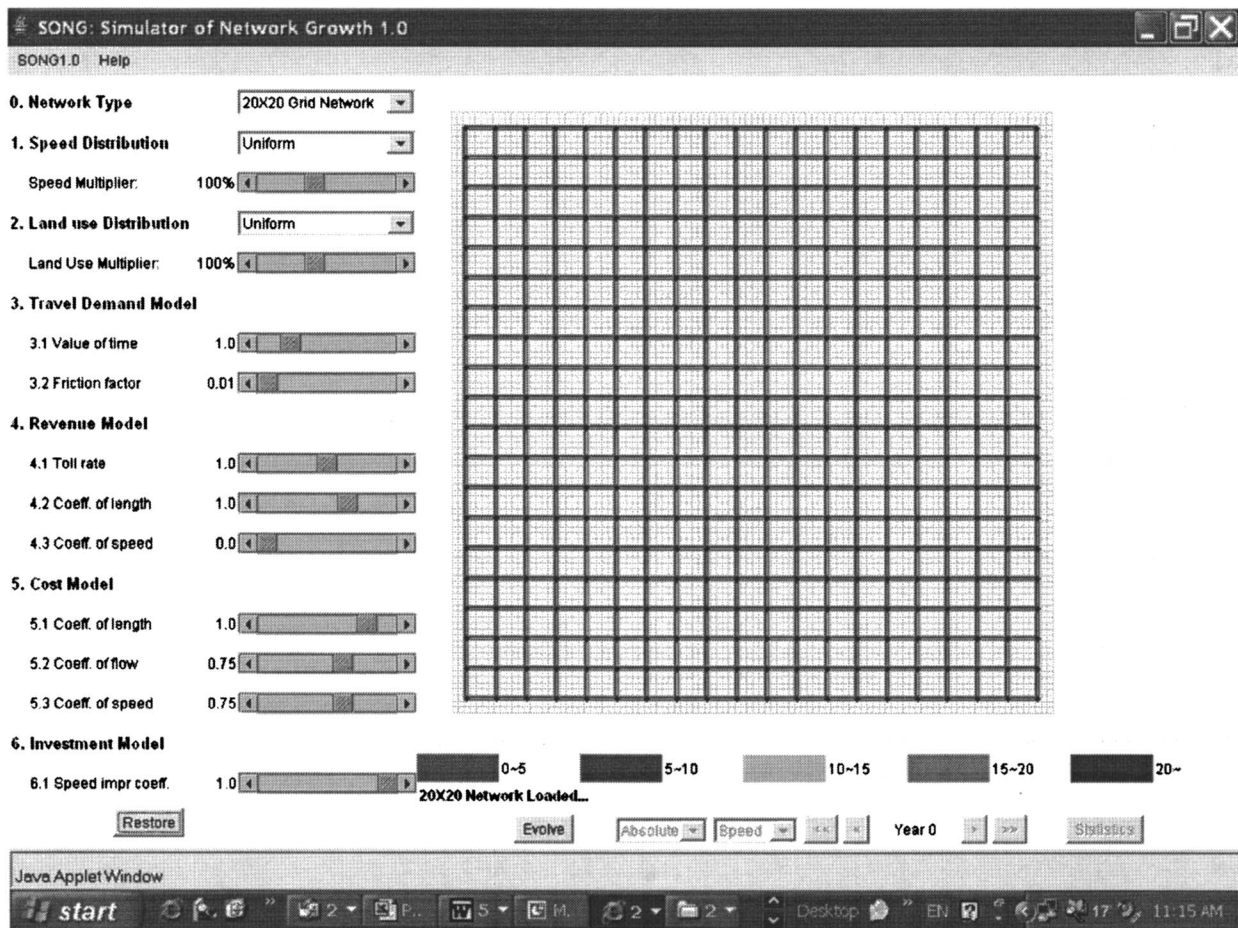 SONG: Simulator of Network Growth 1.0
SONG1.0 Help
0. Network Type 20X20 Grid Network
1. Speed Distribution Uniform
Speed Multiplier: 100%
2. Land use Distribution Uniform
Land Use Multiplier: 100%
3. Travel Demand Model
3.1 Value of time 1.0
3.2 Friction factor 0.01
4. Revenue Model
4.1 Toll rate 1.0
4.2 Coeff. of length 1.0
4.3 Coeff. of speed 0.0
5. Cost Model
5.1 Coeff. of length 1.0
5.2 Coeff. of flow 0.75
5.3 Coeff. of speed 0.75
6. Investment Model
0~5 5~10 10~15 15~20 20~
6.1 Speed impr coeff. 1.0
20X20 Network Loaded...
Restore Evolve Absolute Speed << < Year 0 > >> Statistics
Java Applet Window
start 2 P.. 5 M. 2 2 Desktop EN 17 11:15 AM